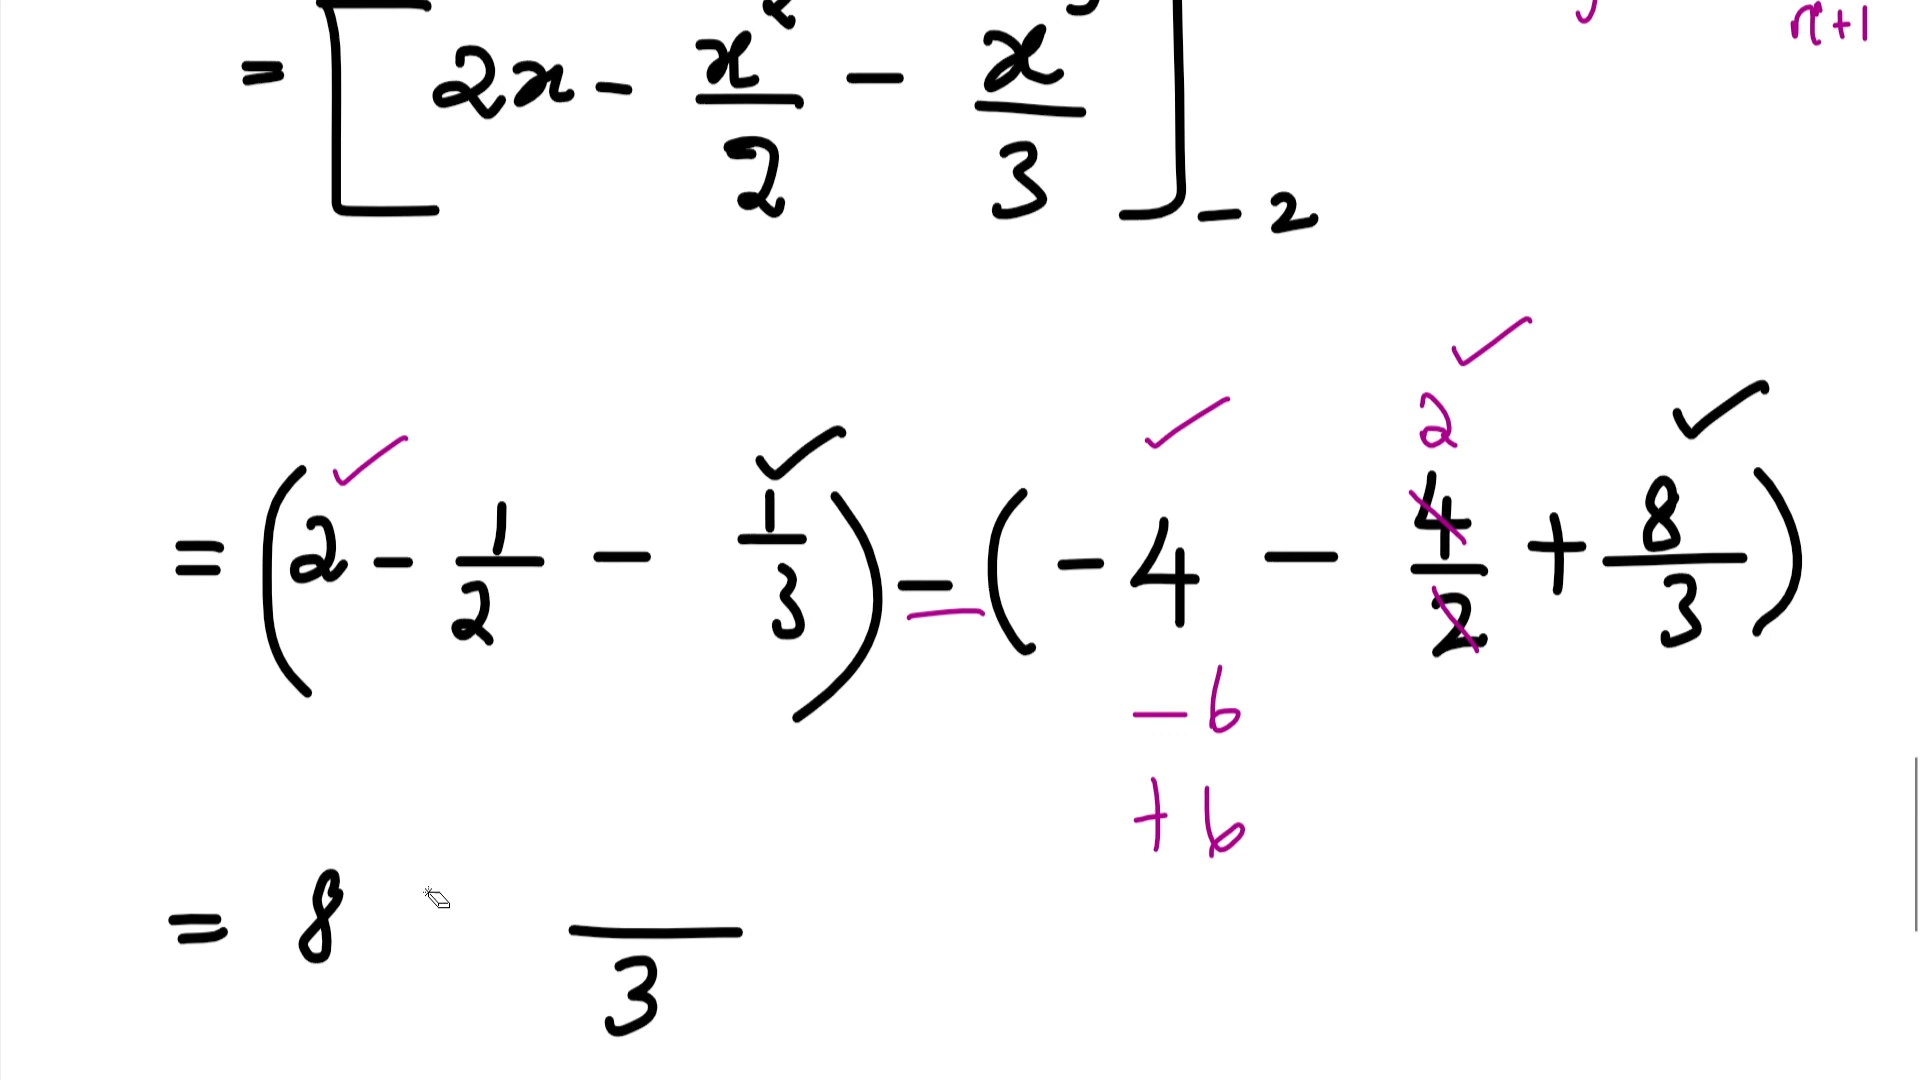 n+1
= [ 2x - x²/2 - x/3 ]₋₂
2
= (2 - 1/2 - 1/3) - (-4 - 4/2 + 8/3)
- 6
+ 6
= 8 /3